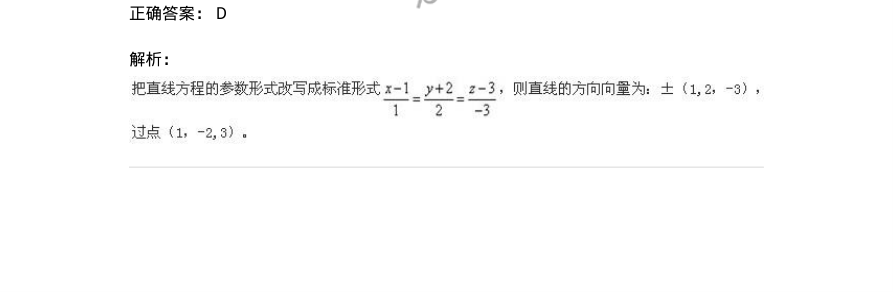 正确答案： D
解析：
把直线方程的参数形式改写成标准形式 x-1/1 = y+2/2 = z-3/-3，则直线的方向向量为：±（1,2，-3），
过点（1，-2,3）。